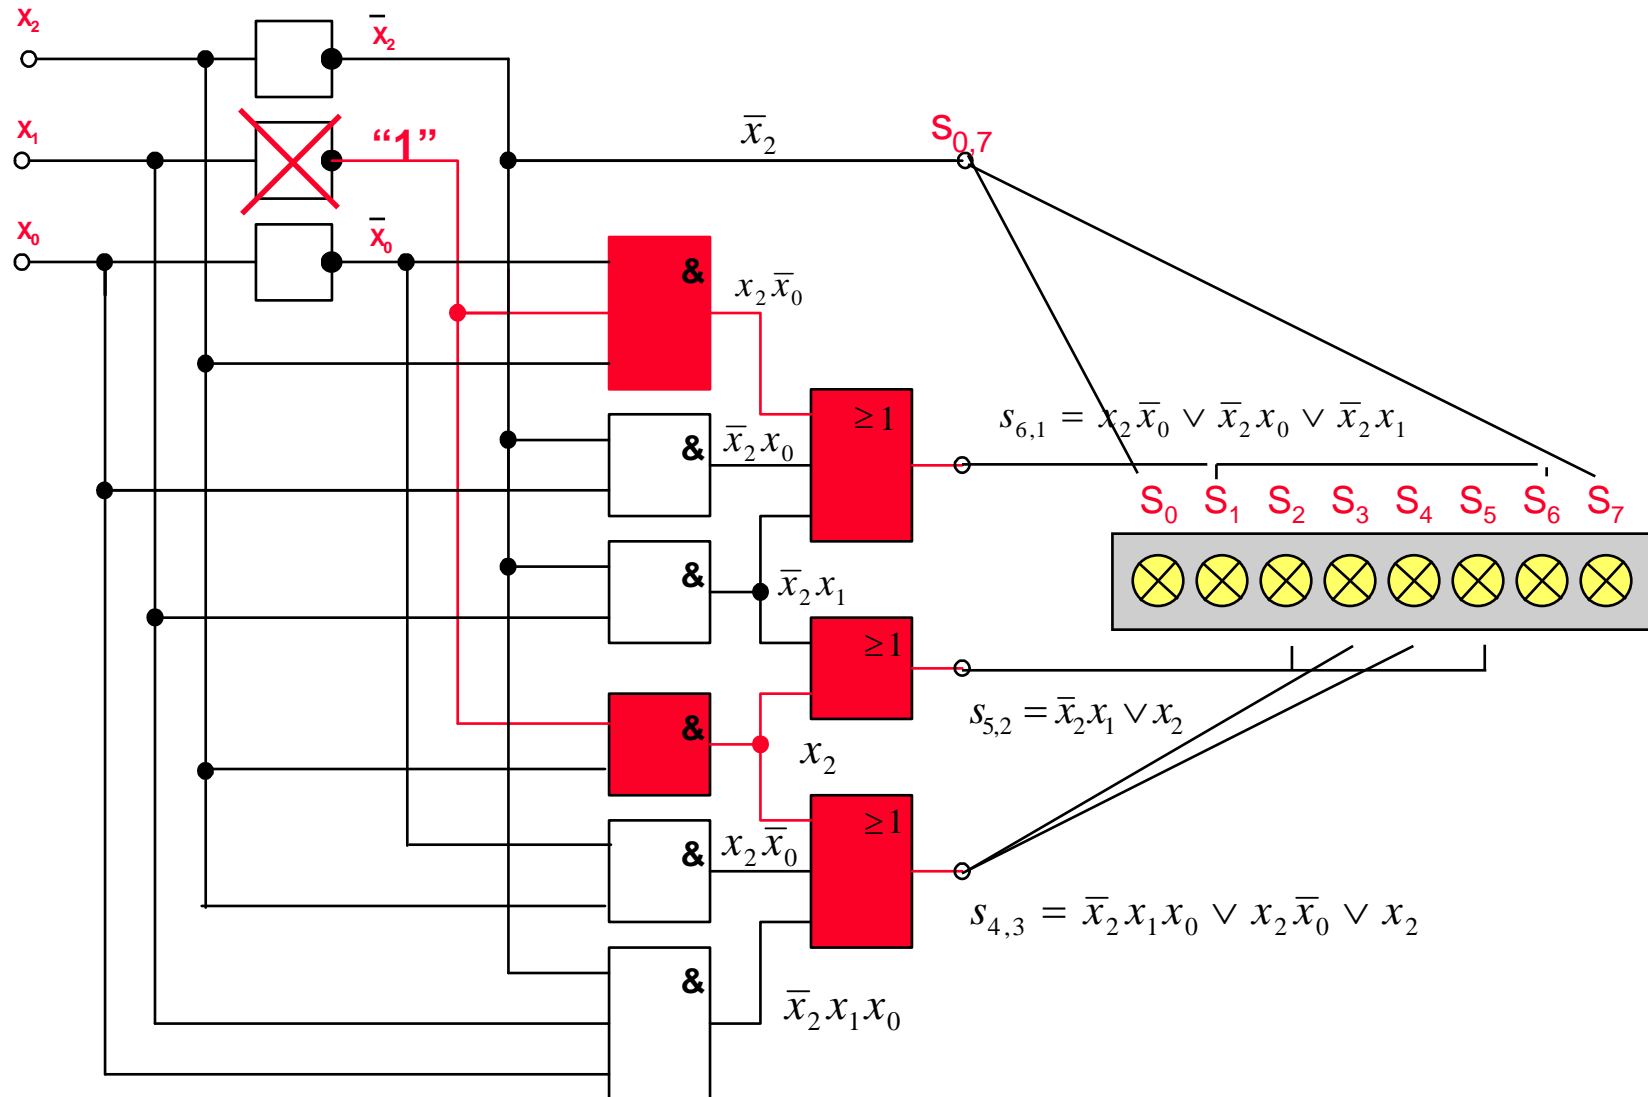 x₂
x̄₂
x₁
“1”
x̄₂
S₀,₇
x₀
x̄₀
&
x₂x̄₀
≥1
s₆,₁ = x₂x̄₀ ∨ x̄₂x₀ ∨ x̄₂x₁
&
x̄₂x₀
S₀ S₁ S₂ S₃ S₄ S₅ S₆ S₇
&
x̄₂x₁
≥1
s₅,₂ = x̄₂x₁ ∨ x₂
&
x₂
≥1
&
x₂x̄₀
s₄,₃ = x̄₂x₁x₀ ∨ x₂x̄₀ ∨ x₂
&
x̄₂x₁x₀